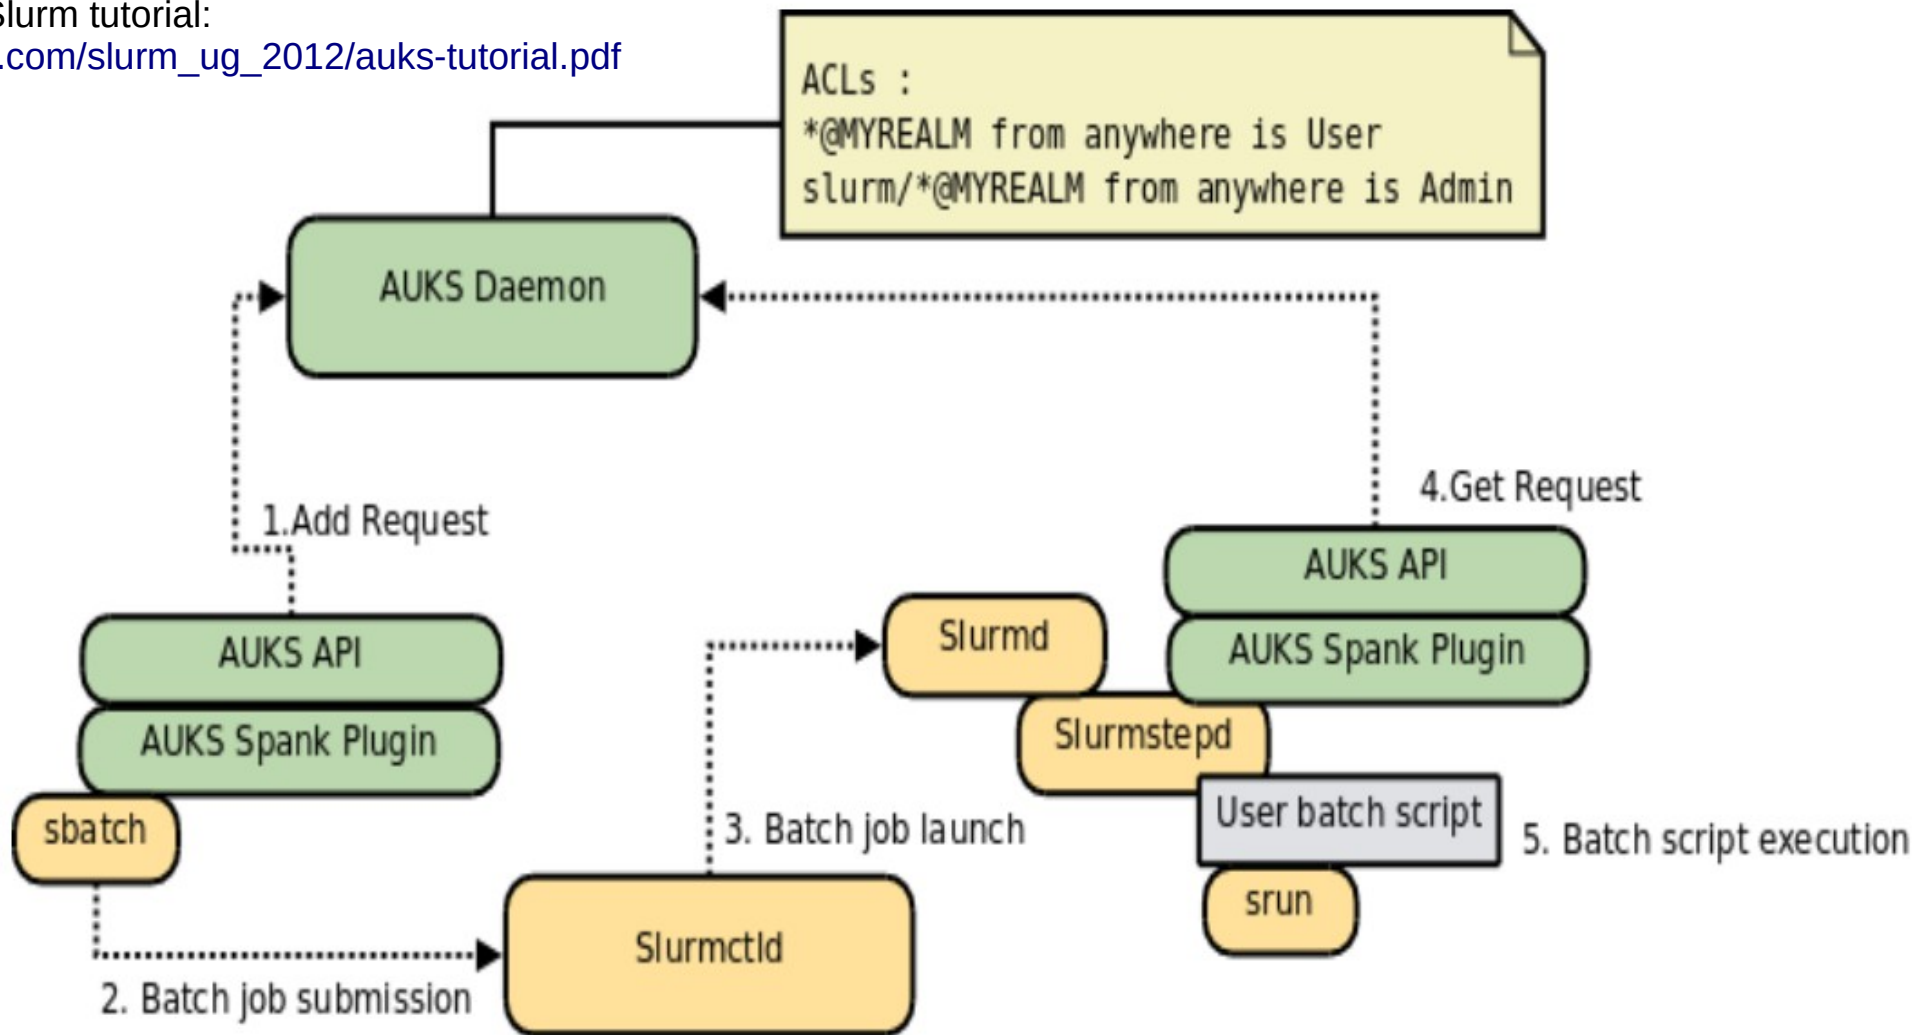 Slurm tutorial:
.com/slurm_ug_2012/auks-tutorial.pdf
ACLs :
*@MYREALM from anywhere is User
slurm/*@MYREALM from anywhere is Admin
AUKS Daemon
1.Add Request
4.Get Request
AUKS API
AUKS Spank Plugin
sbatch
2. Batch job submission
Slurmctld
3. Batch job launch
Slurmd
Slurmstepd
AUKS API
AUKS Spank Plugin
User batch script
5. Batch script execution
srun